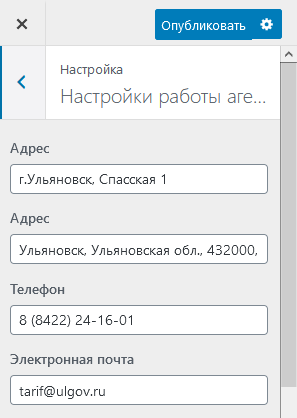 Опубликовать
Настройка
Настройки работы аге...
Адрес
г.Ульяновск, Спасская 1
Адрес
Ульяновск, Ульяновская обл., 432000,
Телефон
8 (8422) 24-16-01
Электронная почта
tarif@ulgov.ru